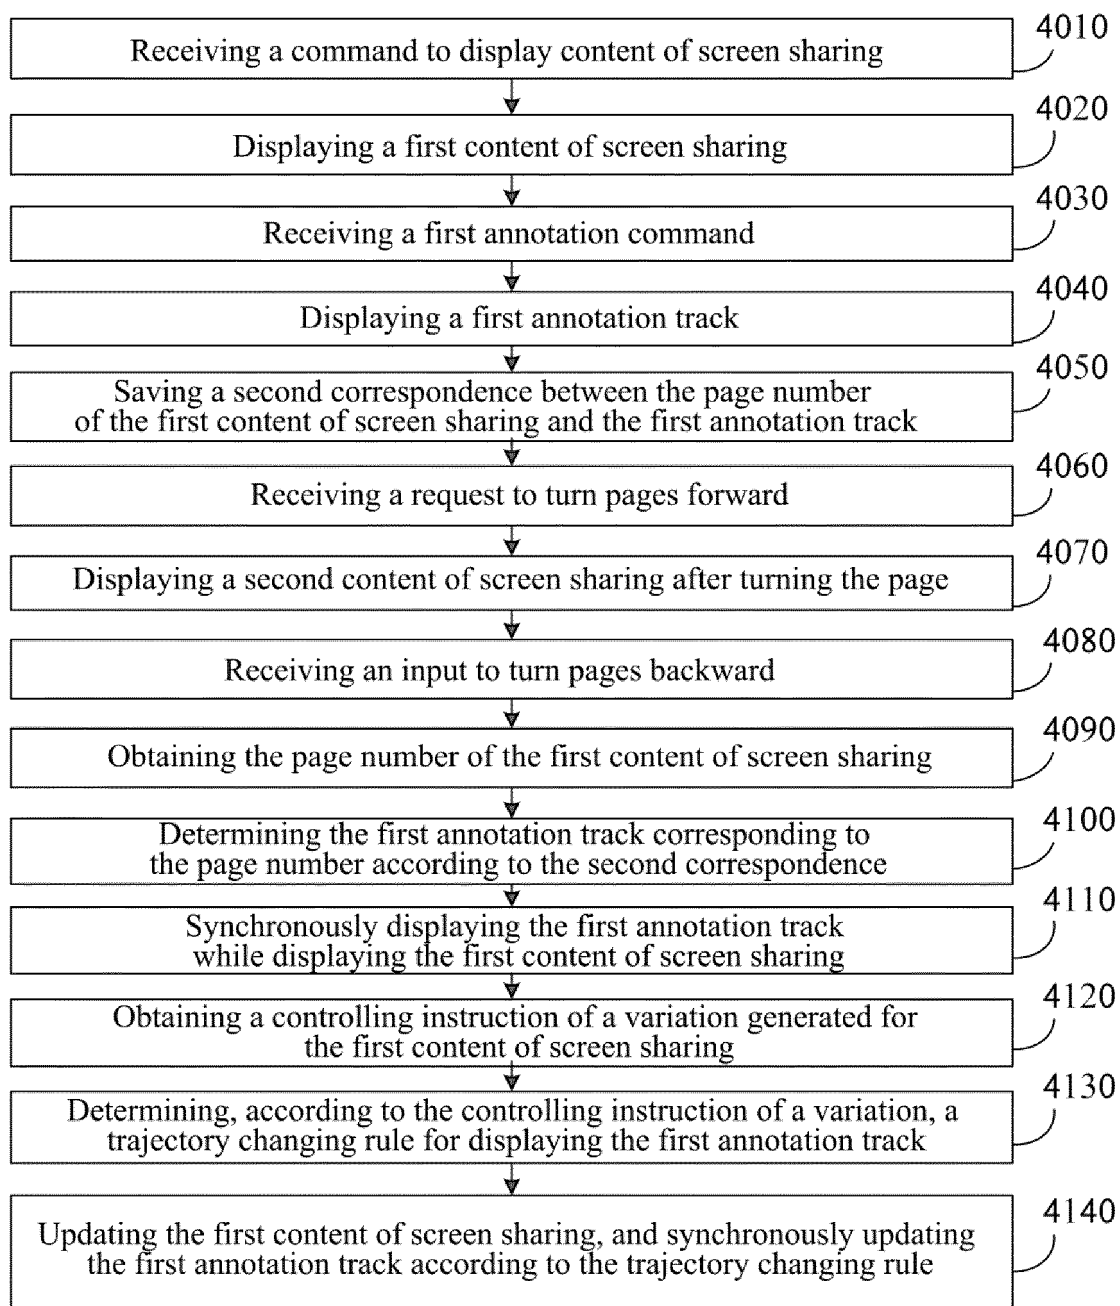 4010
Receiving a command to display content of screen sharing
4020
Displaying a first content of screen sharing
4030
Receiving a first annotation command
4040
Displaying a first annotation track
4050
Saving a second correspondence between the page number
of the first content of screen sharing and the first annotation track
4060
Receiving a request to turn pages forward
4070
Displaying a second content of screen sharing after turning the page
4080
Receiving an input to turn pages backward
4090
Obtaining the page number of the first content of screen sharing
4100
Determining the first annotation track corresponding to
the page number according to the second correspondence
4110
Synchronously displaying the first annotation track
while displaying the first content of screen sharing
4120
Obtaining a controlling instruction of a variation generated for
the first content of screen sharing
4130
Determining, according to the controlling instruction of a variation, a
trajectory changing rule for displaying the first annotation track
4140
Updating the first content of screen sharing, and synchronously updating
the first annotation track according to the trajectory changing rule